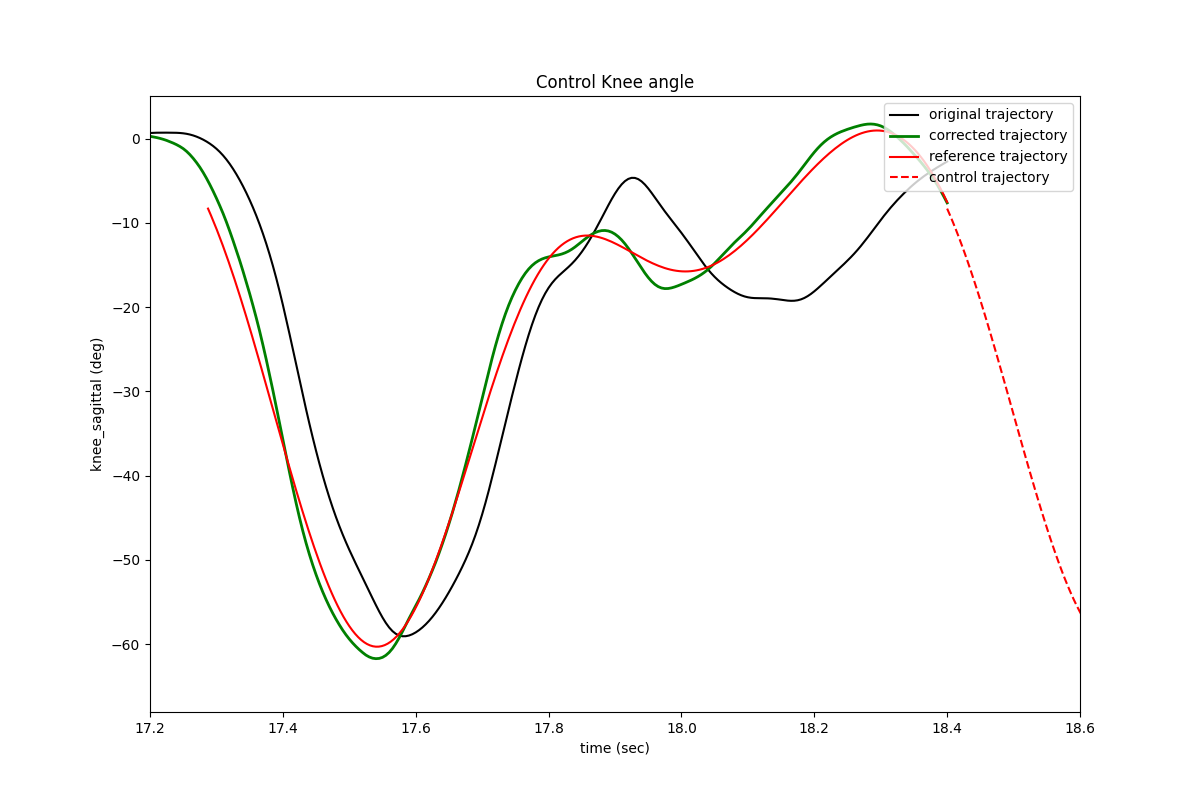 Control Knee angle
original trajectory
corrected trajectory
reference trajectory
control trajectory
knee_sagittal (deg)
0
−10
−20
−30
−40
−50
−60
17.2 17.4 17.6 17.8 18.0 18.2 18.4 18.6
time (sec)